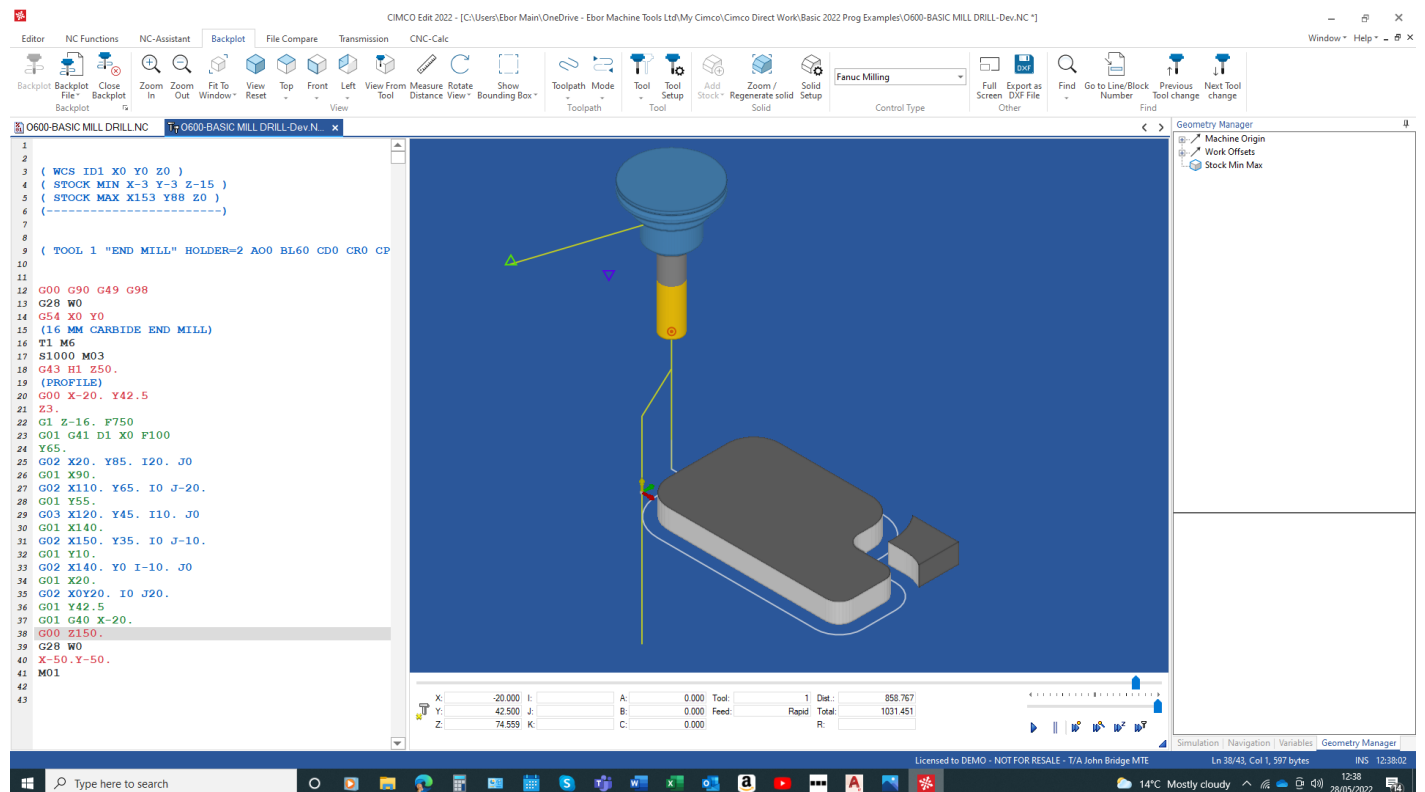 CIMCO Edit 2022 - [C:\Users\Ebor Main\OneDrive - Ebor Machine Tools Ltd\My Cimco\Cimco Direct Work\Basic 2022 Prog Examples\O600-BASIC MILL DRILL-Dev.NC *]
Editor NC Functions NC-Assistant Backplot File Compare Transmission CNC-Calc Window Help
Backplot Backplot File Close Backplot Zoom In Zoom Out Fit To Window View Reset Top Front Left View From Tool Measure Distance Rotate View Show Bounding Box Toolpath Mode Tool Tool Setup Add Stock Zoom / Regenerate solid Solid Setup Fanuc Milling Full Screen Export as DXF File Find Go to Line/Block Number Previous Tool change Next Tool change
Backplot View Toolpath Tool Solid Control Type Other Find
O600-BASIC MILL DRILL.NC O600-BASIC MILL DRILL-Dev.N... x
Geometry Manager
Machine Origin
Work Offsets
Stock Min Max
1
2
3 ( WCS ID1 X0 Y0 Z0 )
4 ( STOCK MIN X-3 Y-3 Z-15 )
5 ( STOCK MAX X153 Y88 Z0 )
6 (------------------------)
7
8
9 ( TOOL 1 "END MILL" HOLDER=2 AO0 BL60 CD0 CR0 CP
10
11
12 G00 G90 G49 G98
13 G28 W0
14 G54 X0 Y0
15 (16 MM CARBIDE END MILL)
16 T1 M6
17 S1000 M03
18 G43 H1 Z50.
19 (PROFILE)
20 G00 X-20. Y42.5
21 Z3.
22 G1 Z-16. F750
23 G01 G41 D1 X0 F100
24 Y65.
25 G02 X20. Y85. I20. J0
26 G01 X90.
27 G02 X110. Y65. I0 J-20.
28 G01 Y55.
29 G03 X120. Y45. I10. J0
30 G01 X140.
31 G02 X150. Y35. I0 J-10.
32 G01 Y10.
33 G02 X140. Y0 I-10. J0
34 G01 X20.
35 G02 X0Y20. I0 J20.
36 G01 Y42.5
37 G01 G40 X-20.
38 G00 Z150.
39 G28 W0
40 X-50.Y-50.
41 M01
42
43
X: -20.000 I: A: 0.000 Tool: 1 Dist.: 858.767
Y: 42.500 J: B: 0.000 Feed: Rapid Total: 1031.451
Z: 74.559 K: C: 0.000 R:
Simulation Navigation Variables Geometry Manager
Licensed to DEMO - NOT FOR RESALE - T/A John Bridge MTE Ln 38/43, Col 1, 597 bytes INS 12:38:02
Type here to search 14°C Mostly cloudy 12:38
28/05/2022